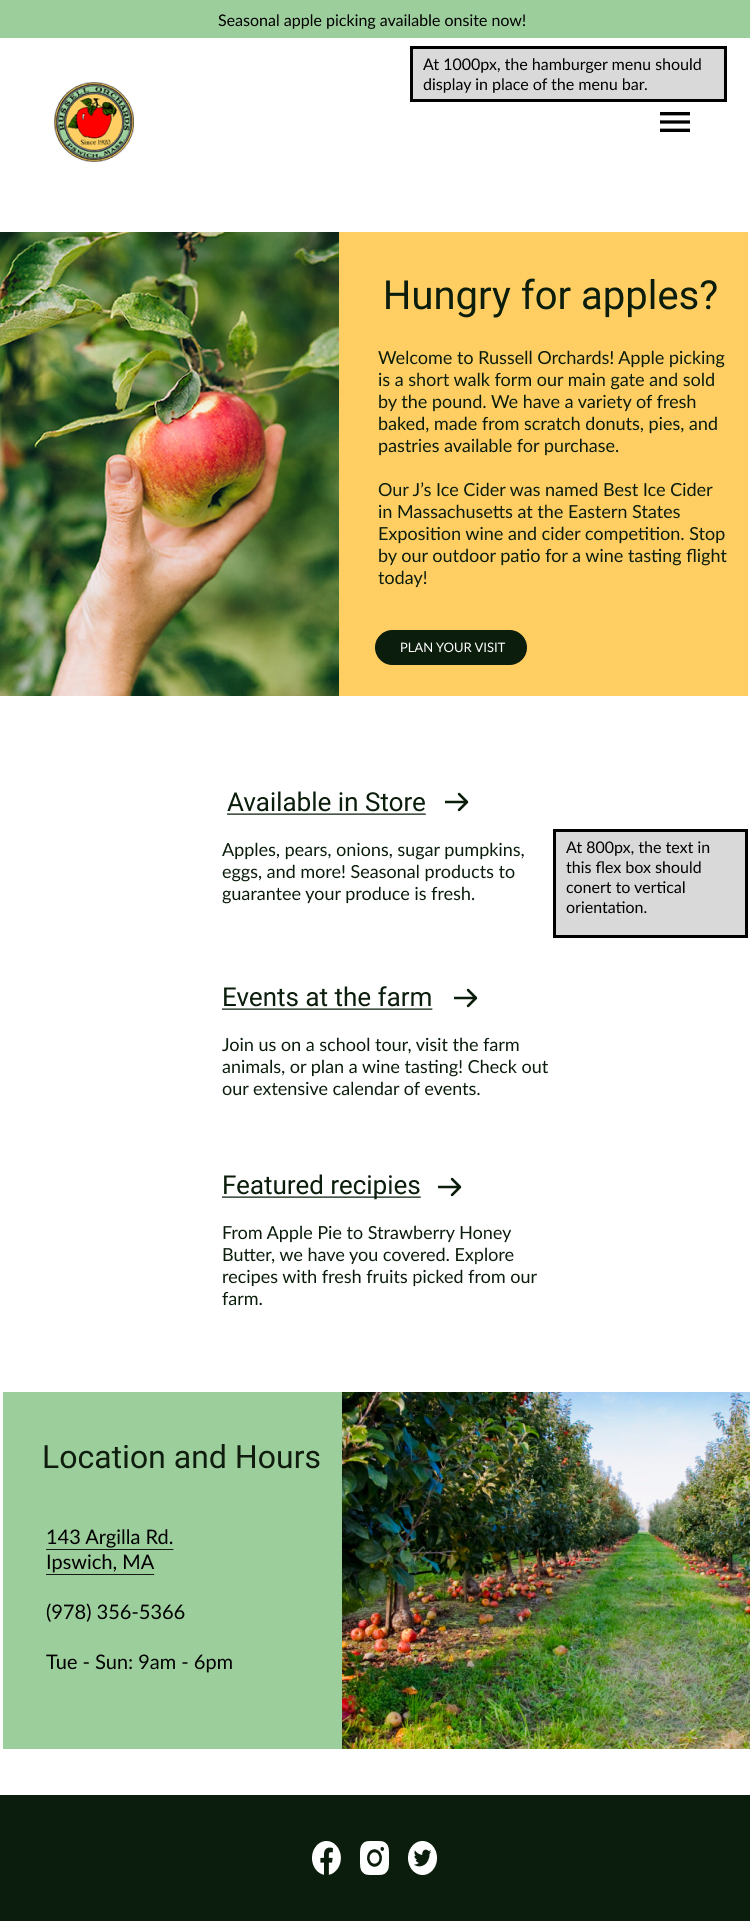 Seasonal apple picking available onsite now!
At 1000px, the hamburger menu should
display in place of the menu bar.
RUSSELL ORCHARDS
Since 1920
IPSWICH, MASS
Hungry for apples?
Welcome to Russell Orchards! Apple picking
is a short walk form our main gate and sold
by the pound. We have a variety of fresh
baked, made from scratch donuts, pies, and
pastries available for purchase.
Our J’s Ice Cider was named Best Ice Cider
in Massachusetts at the Eastern States
Exposition wine and cider competition. Stop
by our outdoor patio for a wine tasting flight
today!
PLAN YOUR VISIT
Available in Store
Apples, pears, onions, sugar pumpkins,
eggs, and more! Seasonal products to
guarantee your produce is fresh.
At 800px, the text in
this flex box should
conert to vertical
orientation.
Events at the farm
Join us on a school tour, visit the farm
animals, or plan a wine tasting! Check out
our extensive calendar of events.
Featured recipies
From Apple Pie to Strawberry Honey
Butter, we have you covered. Explore
recipes with fresh fruits picked from our
farm.
Location and Hours
143 Argilla Rd.
Ipswich, MA
(978) 356-5366
Tue - Sun: 9am - 6pm